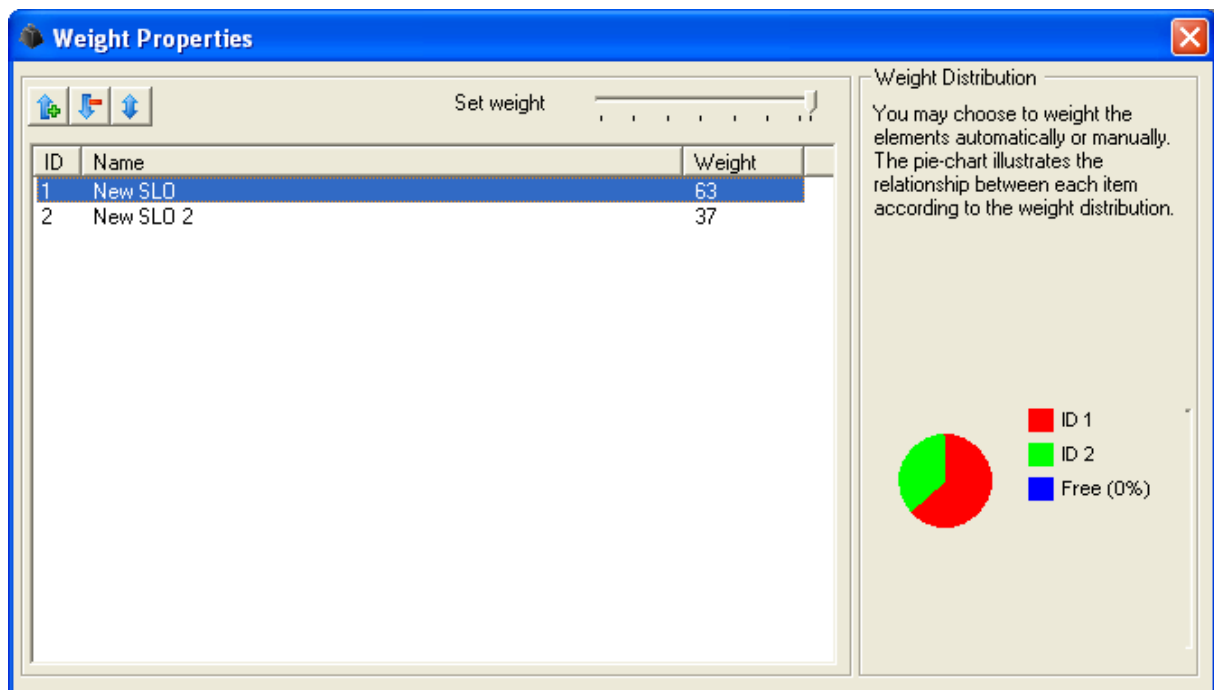 Weight Properties
Set weight
ID Name Weight
1 New SLO 63
2 New SLO 2 37
Weight Distribution
You may choose to weight the
elements automatically or manually.
The pie-chart illustrates the
relationship between each item
according to the weight distribution.
ID 1
ID 2
Free (0%)